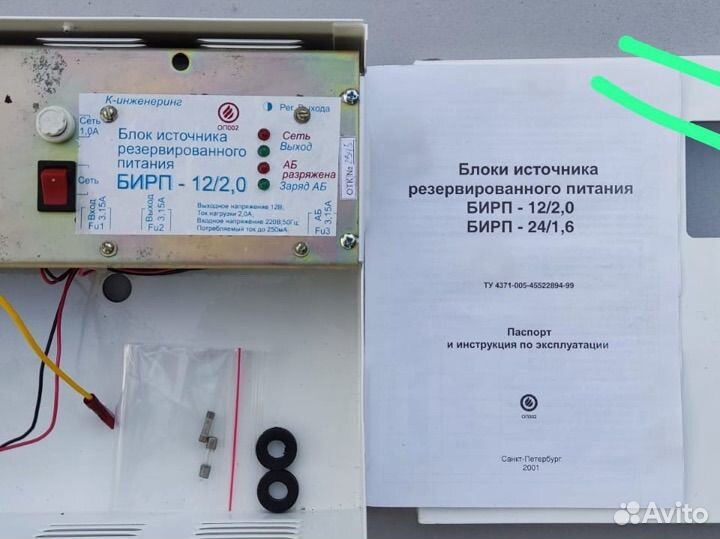 К-инженеринг
ОП002
Рег.Выхода
Сеть
1,0А
Блок источника
резервированного
питания
БИРП - 12/2,0
Сеть
Выход
АБ
разряжена
Заряд АБ
ОТК №
Сеть
Вход
Fu1 3,15А
Выход
Fu2 3,15А
Выходное напряжение 12В,
Ток нагрузки 2,0А,
Входное напряжение 220В,50Гц
Потребляемый ток до 250мА
АБ
Fu3 3,15А
Блоки источника
резервированного питания
БИРП - 12/2,0
БИРП - 24/1,6
ТУ 4371-005-45522894-99
Паспорт
и инструкция по эксплуатации
ОП002
Санкт-Петербург
2001
Avito